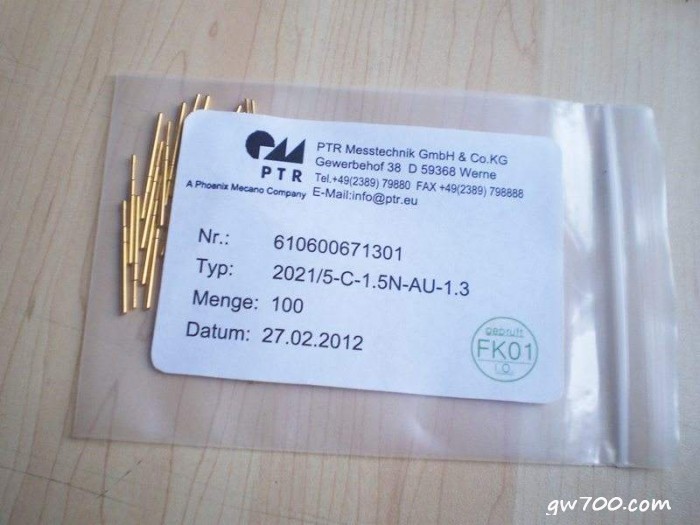 PTR
A Phoenix Mecano Company
PTR Messtechnik GmbH & Co.KG
Gewerbehof 38 D 59368 Werne
Tel.+49(2389) 79880 FAX +49(2389) 798888
E-Mail:info@ptr.eu
Nr.: 610600671301
Typ: 2021/5-C-1.5N-AU-1.3
Menge: 100
Datum: 27.02.2012
geprüft
FK01
I.O.
gw700.com